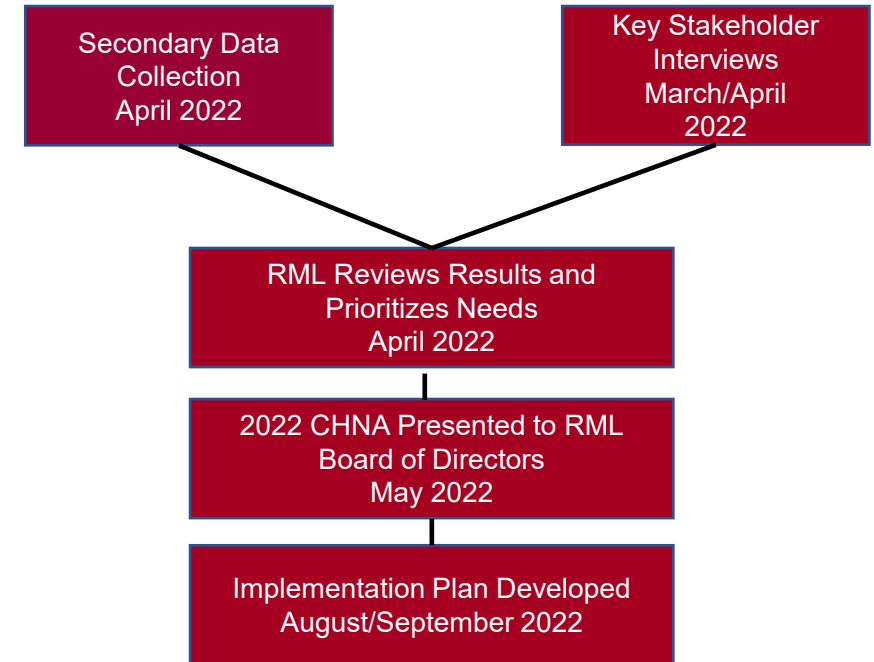 Secondary Data
Collection
April 2022
Key Stakeholder
Interviews
March/April
2022
RML Reviews Results and
Prioritizes Needs
April 2022
2022 CHNA Presented to RML
Board of Directors
May 2022
Implementation Plan Developed
August/September 2022